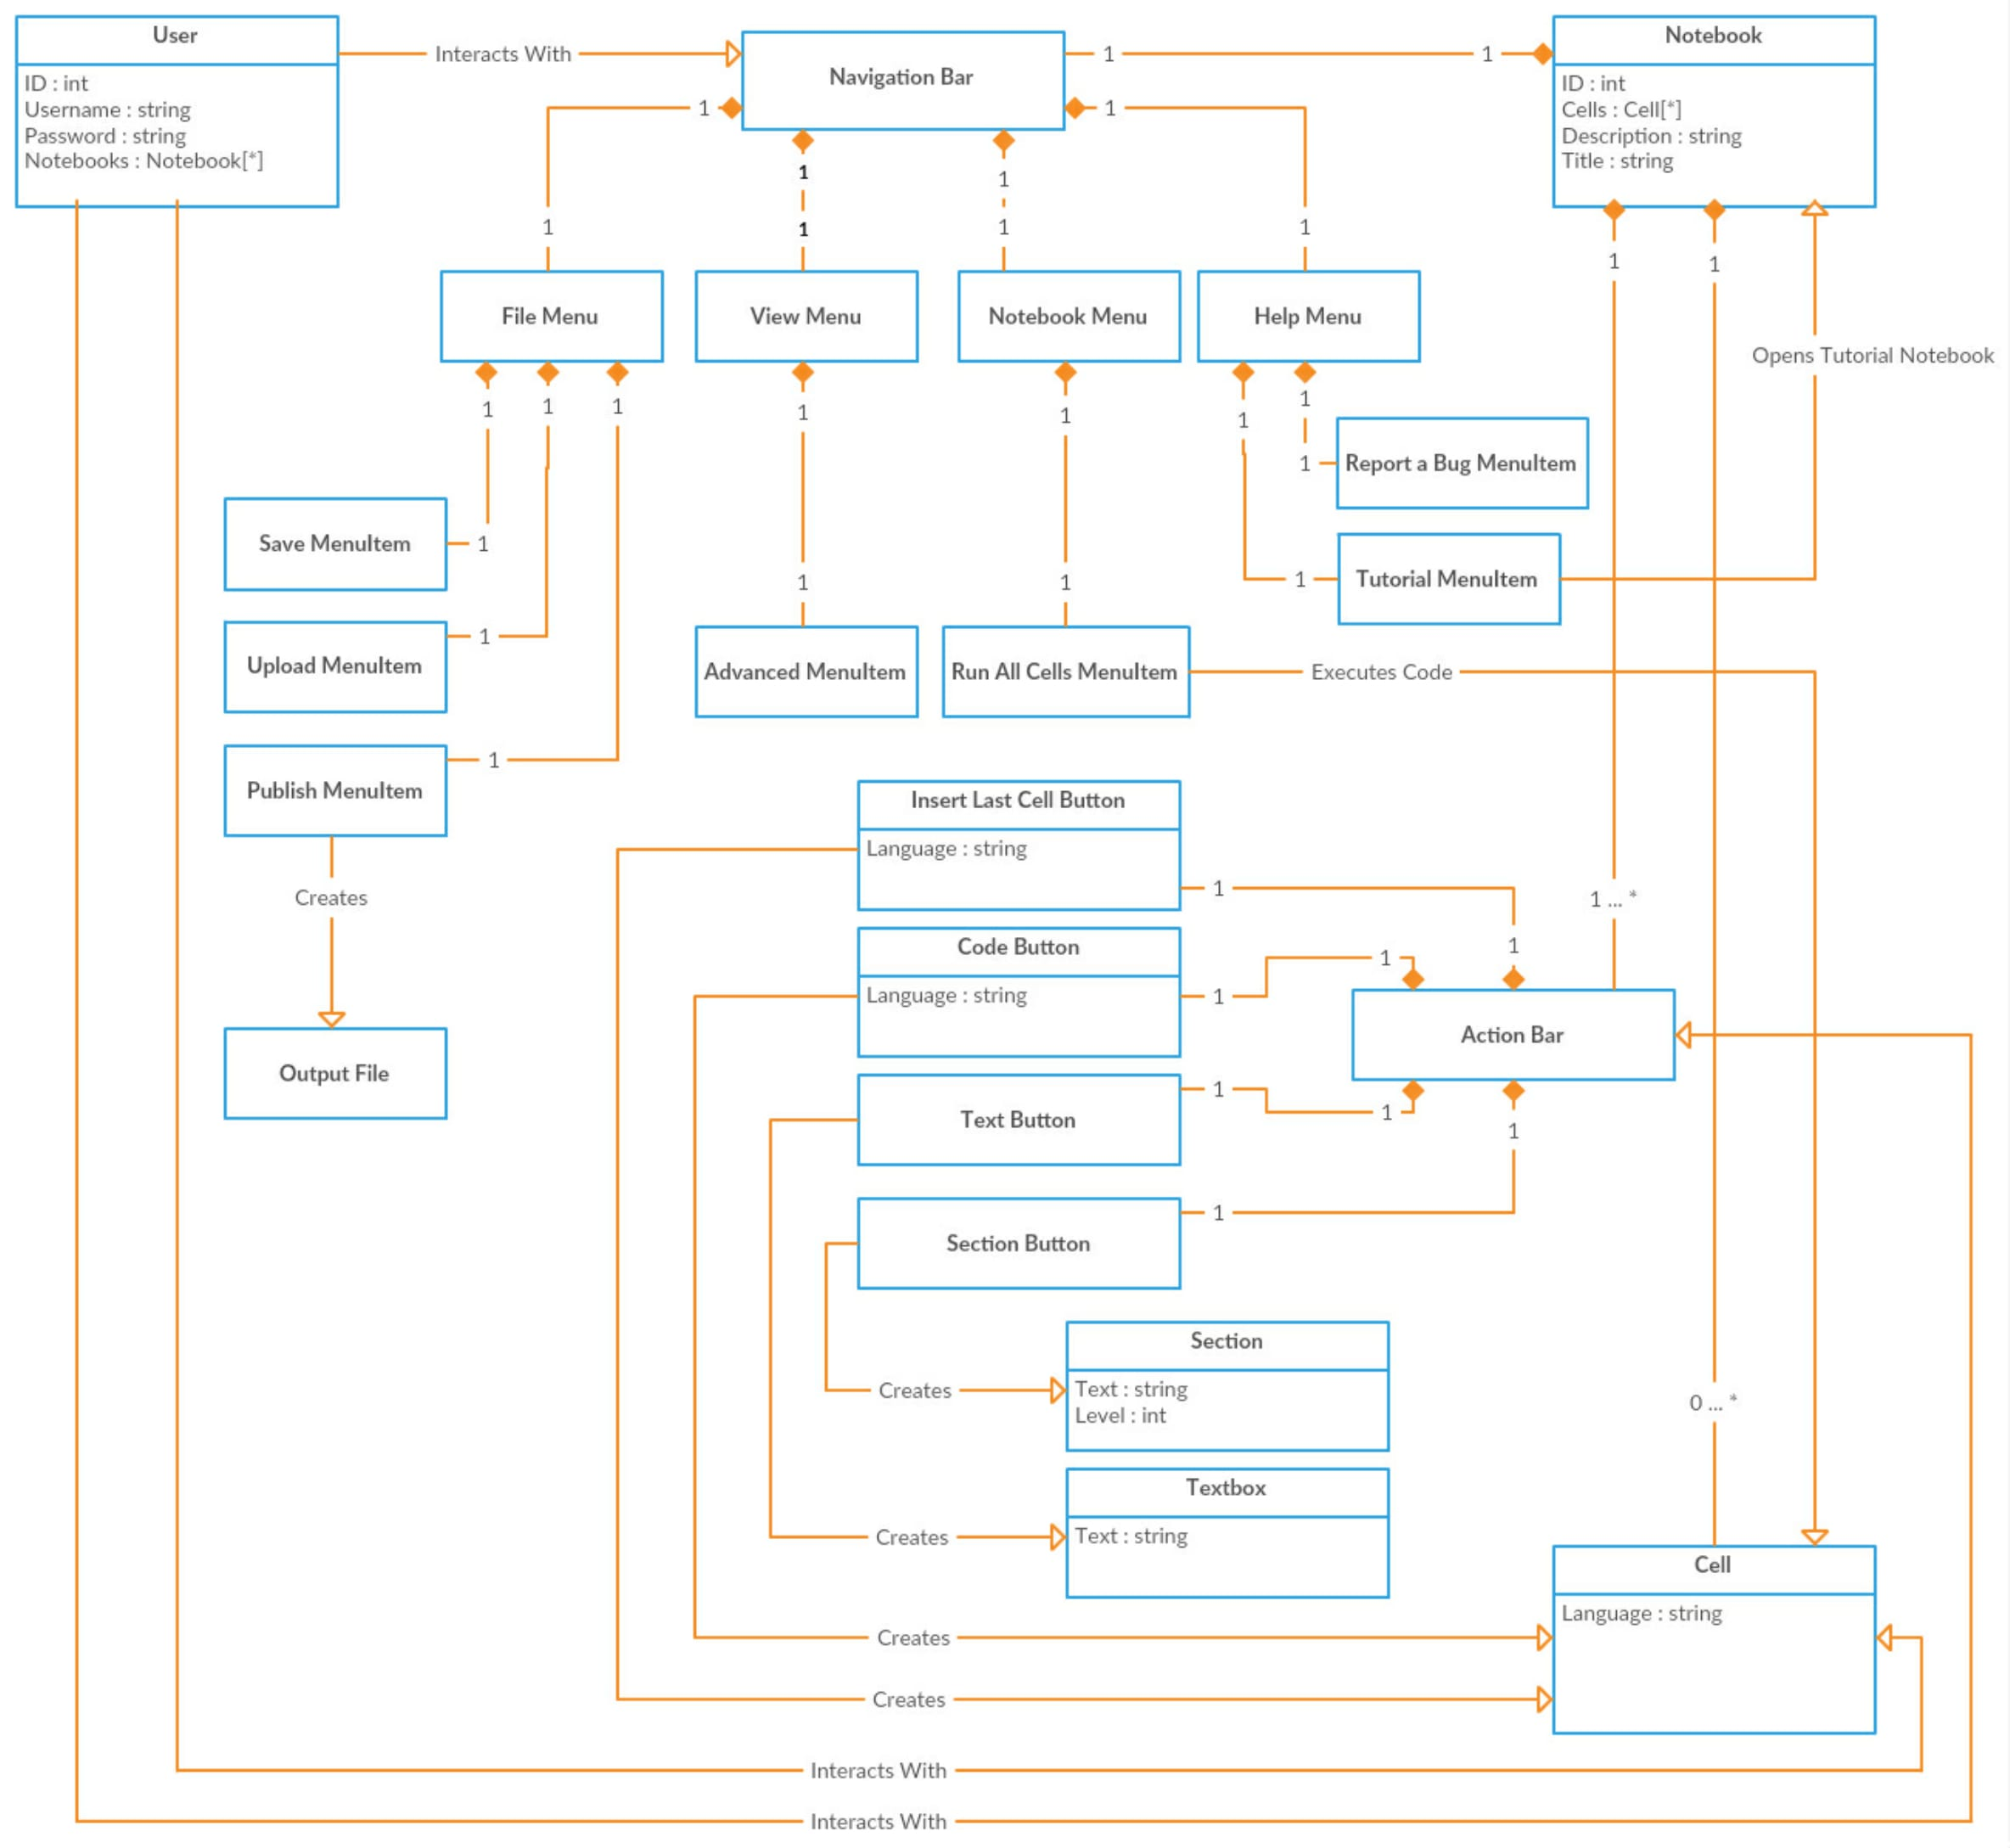 User
ID : int
Username : string
Password : string
Notebooks : Notebook[*]
Interacts With
Navigation Bar
1
1
Notebook
ID : int
Cells : Cell[*]
Description : string
Title : string
1
1
1
1
1
1
1
1
1
File Menu
View Menu
Notebook Menu
Help Menu
1
1
Opens Tutorial Notebook
1
1
1
1
1
1
1
Report a Bug MenuItem
1
Save MenuItem
1
Tutorial MenuItem
1
1
1
Upload MenuItem
1
Advanced MenuItem
Run All Cells MenuItem
Executes Code
Publish MenuItem
1
Creates
Output File
Insert Last Cell Button
Language : string
1
1
1 ... *
Code Button
Language : string
1
1
Action Bar
Text Button
1
1
1
Section Button
1
Section
Text : string
Level : int
Creates
0 ... *
Textbox
Text : string
Creates
Cell
Language : string
Creates
Creates
Interacts With
Interacts With